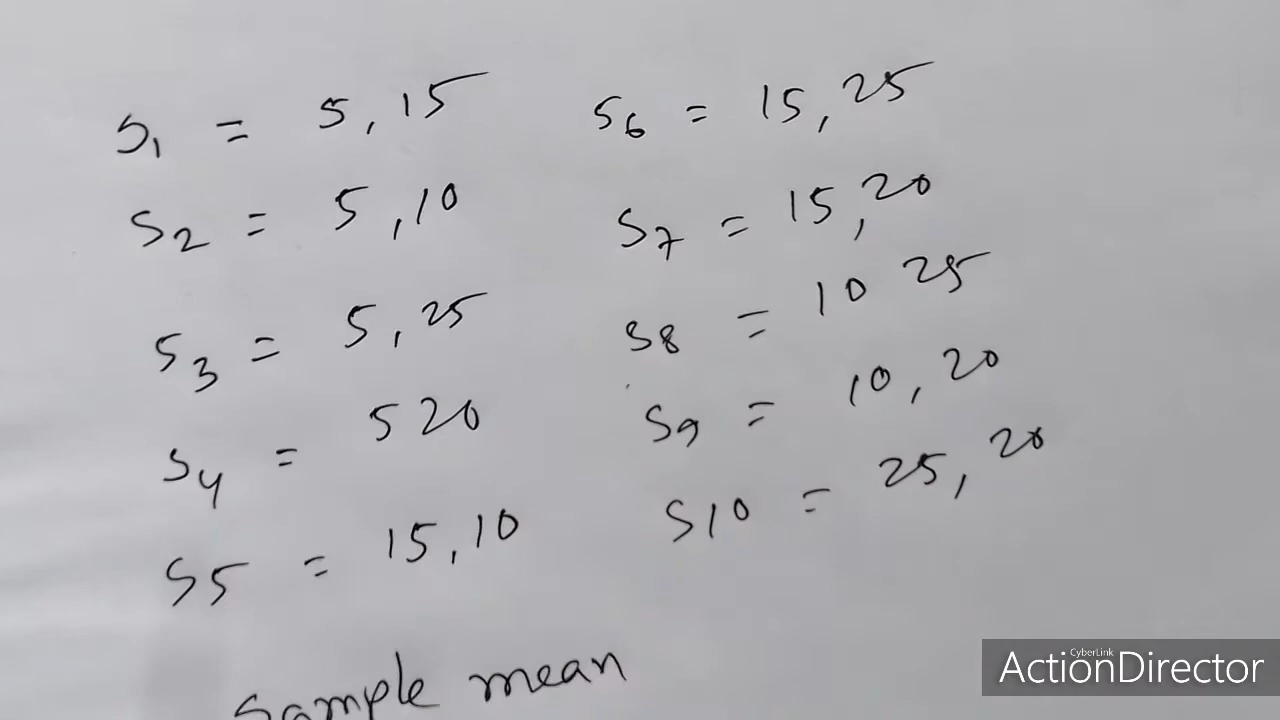 S1 = 5, 15
S2 = 5, 10
S3 = 5, 25
S4 = 5 20
S5 = 15, 10
S6 = 15, 25
S7 = 15, 20
S8 = 10 25
S9 = 10, 20
S10 = 25, 20
Sample mean
CyberLink
ActionDirector